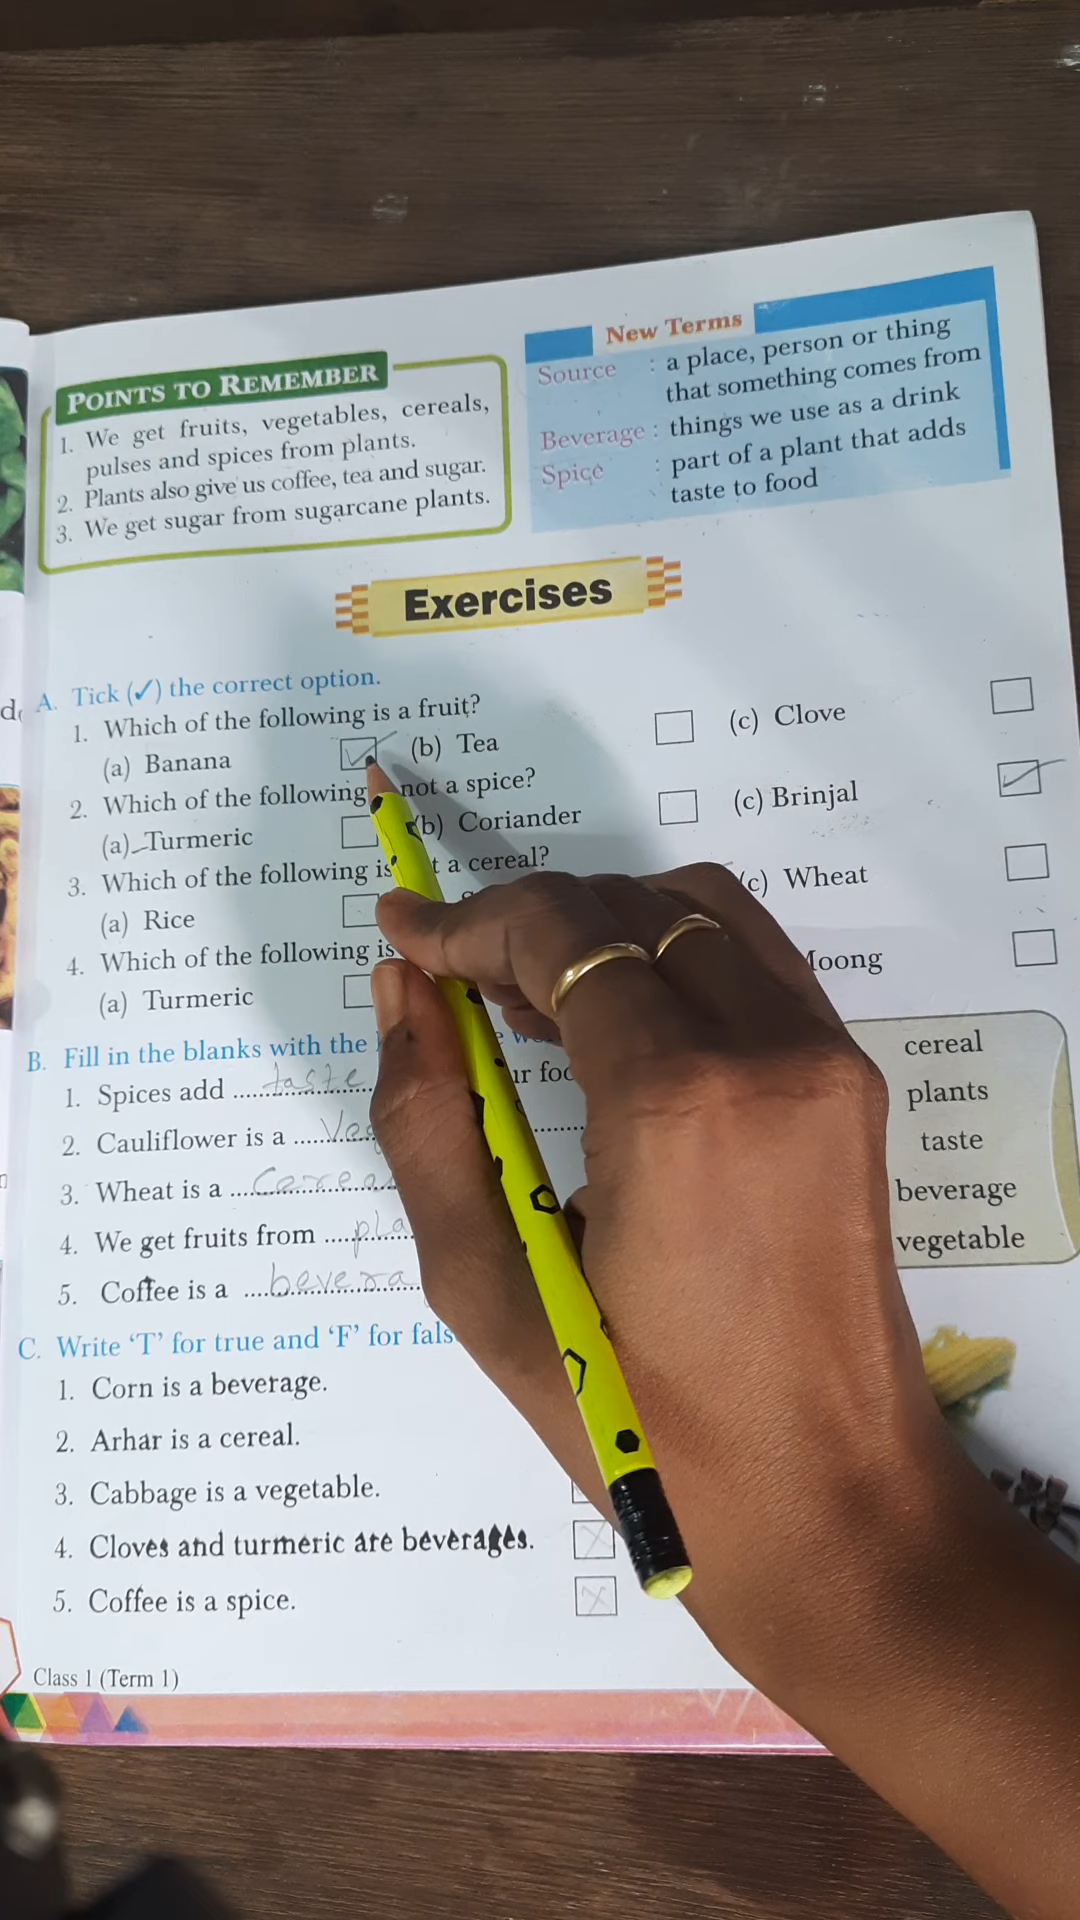 POINTS TO REMEMBER
1. We get fruits, vegetables, cereals,
pulses and spices from plants.
2. Plants also give us coffee, tea and sugar.
3. We get sugar from sugarcane plants.
New Terms
Source : a place, person or thing
that something comes from
Beverage : things we use as a drink
Spice : part of a plant that adds
taste to food
Exercises
A. Tick (✓) the correct option.
1. Which of the following is a fruit?
(a) Banana ✓ (b) Tea (c) Clove
2. Which of the following not a spice?
(a) Turmeric (b) Coriander (c) Brinjal ✓
3. Which of the following is a cereal?
(a) Rice (c) Wheat
4. Which of the following is
(a) Turmeric Moong
B. Fill in the blanks with the
1. Spices add ..... taste
2. Cauliflower is a .....
3. Wheat is a .....
4. We get fruits from .....
5. Coffee is a .....
cereal
plants
taste
beverage
vegetable
C. Write 'T' for true and 'F' for
1. Corn is a beverage.
2. Arhar is a cereal.
3. Cabbage is a vegetable.
4. Cloves and turmeric are beverages. X
5. Coffee is a spice. X
Class 1 (Term 1)